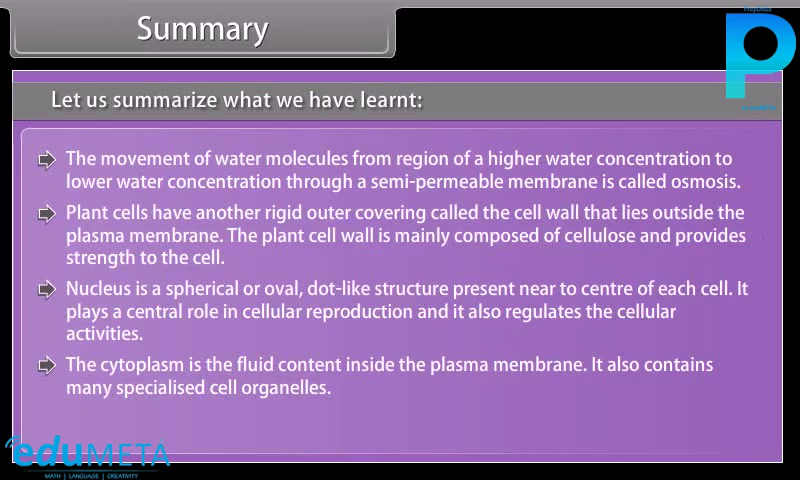 Summary
Let us summarize what we have learnt:
The movement of water molecules from region of a higher water concentration to
lower water concentration through a semi-permeable membrane is called osmosis.
Plant cells have another rigid outer covering called the cell wall that lies outside the
plasma membrane. The plant cell wall is mainly composed of cellulose and provides
strength to the cell.
Nucleus is a spherical or oval, dot-like structure present near to centre of each cell. It
plays a central role in cellular reproduction and it also regulates the cellular
activities.
The cytoplasm is the fluid content inside the plasma membrane. It also contains
many specialised cell organelles.
P
eduMETA
MATH | LANGUAGE | CREATIVITY